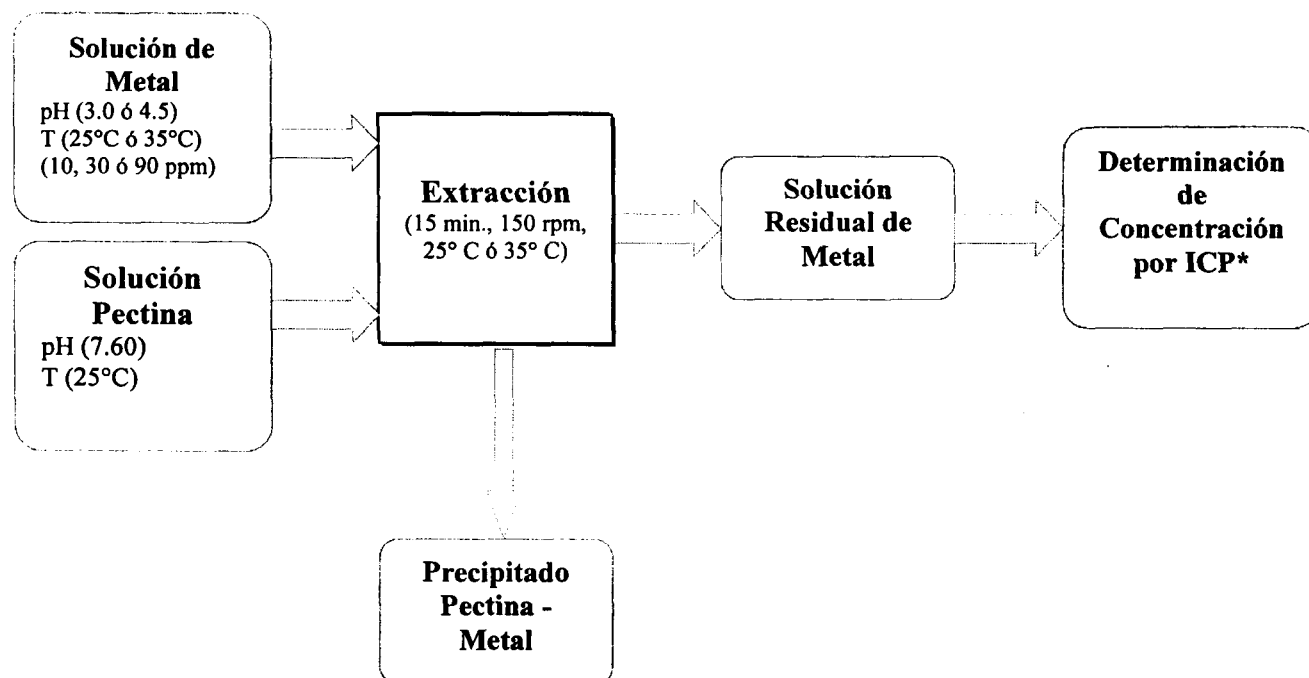 Solución de
Metal
pH (3.0 ó 4.5)
T (25°C ó 35°C)
(10, 30 ó 90 ppm)
Solución
Pectina
pH (7.60)
T (25°C)
Extracción
(15 min., 150 rpm,
25° C ó 35° C)
Solución
Residual de
Metal
Determinación
de
Concentración
por ICP*
Precipitado
Pectina -
Metal